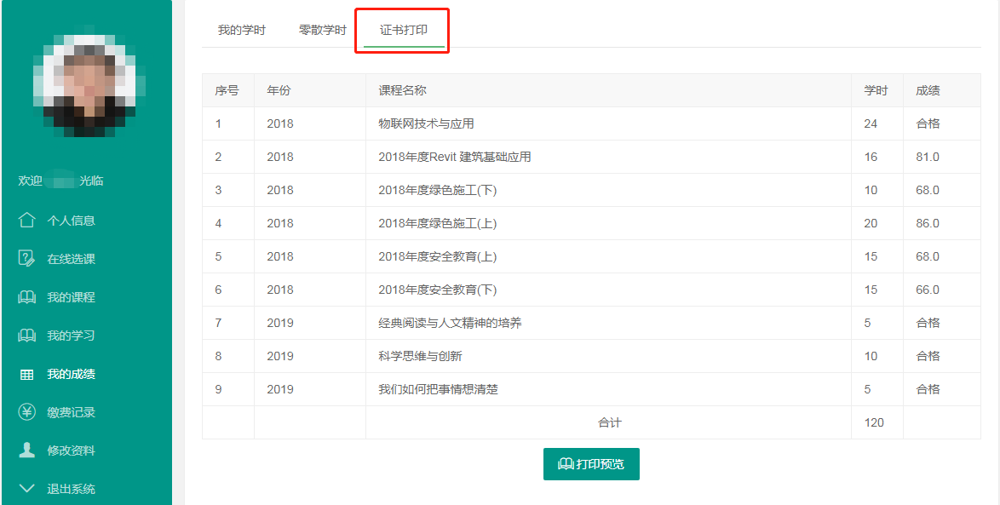 欢迎 光临
个人信息
在线选课
我的课程
我的学习
我的成绩
缴费记录
修改资料
退出系统
我的学时 零散学时 证书打印
序号 年份 课程名称 学时 成绩
1 2018 物联网技术与应用 24 合格
2 2018 2018年度Revit 建筑基础应用 16 81.0
3 2018 2018年度绿色施工(下) 10 68.0
4 2018 2018年度绿色施工(上) 20 86.0
5 2018 2018年度安全教育(上) 15 68.0
6 2018 2018年度安全教育(下) 15 66.0
7 2019 经典阅读与人文精神的培养 5 合格
8 2019 科学思维与创新 10 合格
9 2019 我们如何把事情想清楚 5 合格
合计 120
打印预览